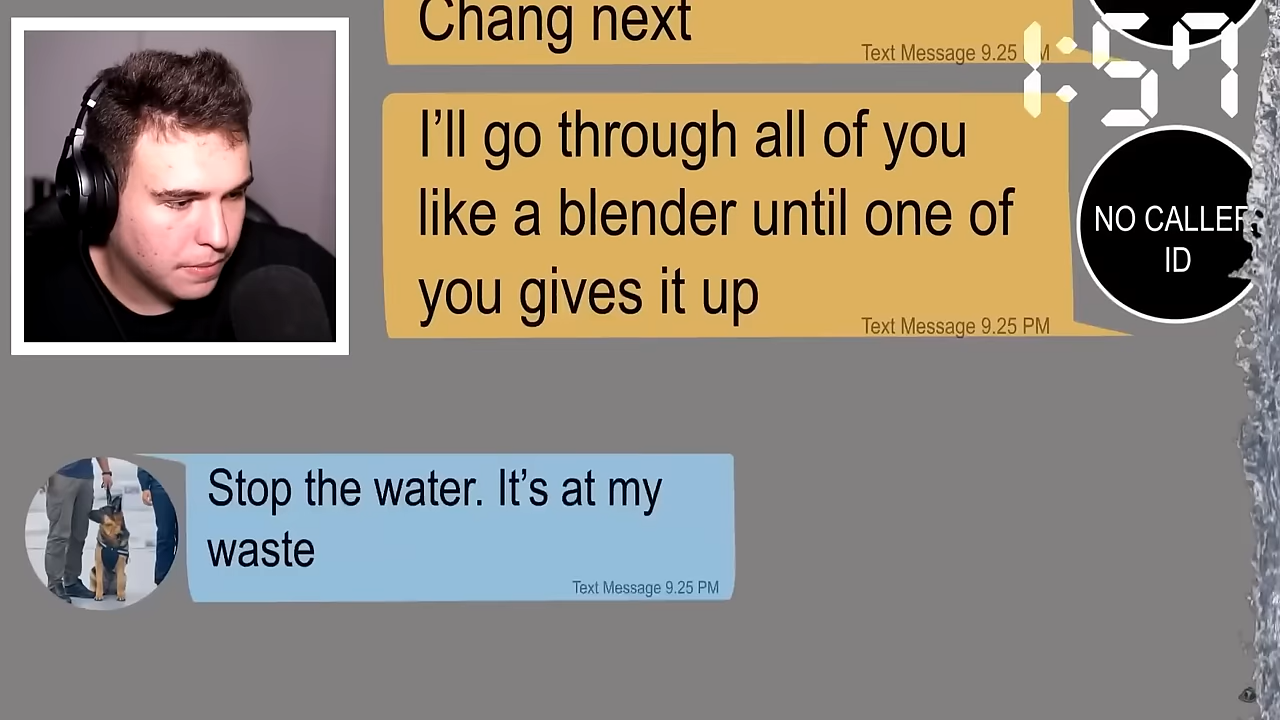 Chang next
Text Message 9.25 PM
1:57
I'll go through all of you
like a blender until one of
you gives it up
Text Message 9.25 PM
NO CALLER
ID
Stop the water. It's at my
waste
Text Message 9.25 PM